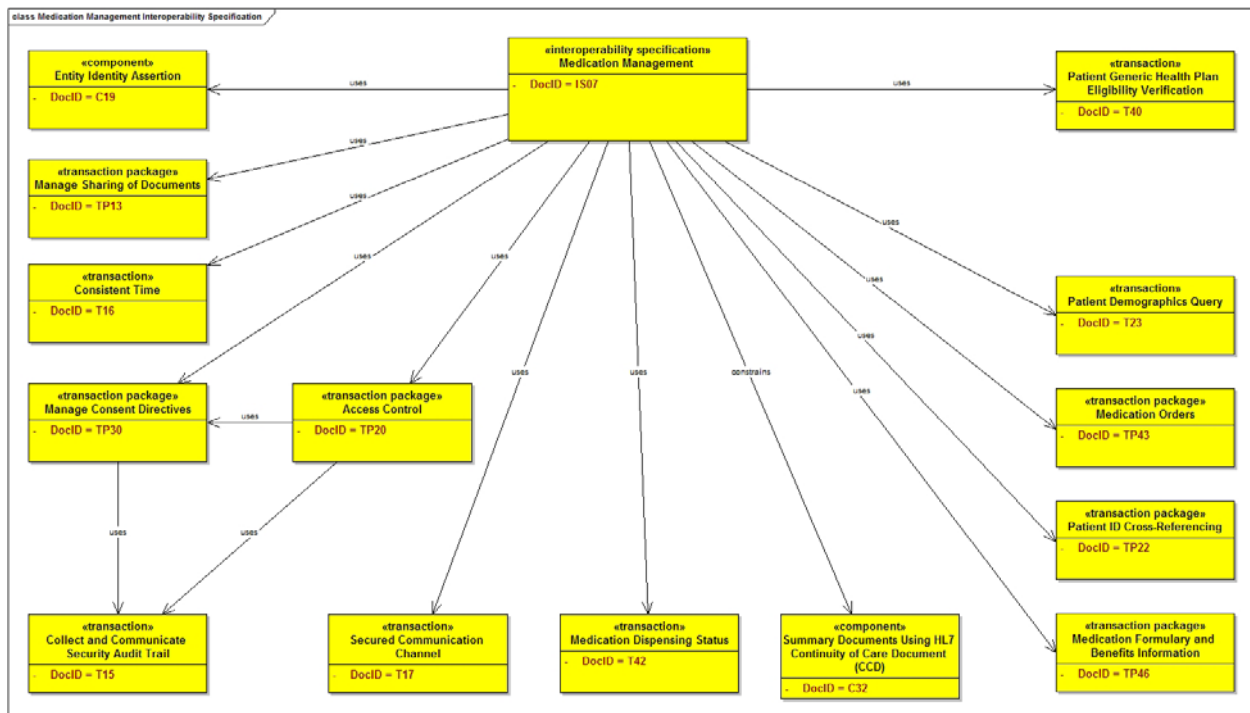 class Medication Management Interoperability Specification
«interoperability specifications»
Medication Management
- DocID = IS07
«component»
Entity Identity Assertion
- DocID = C19
«transaction»
Patient Generic Health Plan
Eligibility Verification
- DocID = T40
uses
uses
uses
«transaction package»
Manage Sharing of Documents
- DocID = TP13
uses
uses
«transaction»
Consistent Time
- DocID = T16
uses
uses
uses
«transaction»
Patient Demographics Query
- DocID = T23
uses
uses
constrains
uses
uses
«transaction package»
Manage Consent Directives
- DocID = TP30
uses
«transaction package»
Access Control
- DocID = TP20
«transaction package»
Medication Orders
- DocID = TP43
uses
uses
«transaction package»
Patient ID Cross-Referencing
- DocID = TP22
«transaction»
Collect and Communicate
Security Audit Trail
- DocID = T15
«transaction»
Secured Communication
Channel
- DocID = T17
«transaction»
Medication Dispensing Status
- DocID = T42
«component»
Summary Documents Using HL7
Continuity of Care Document
(CCD)
- DocID = C32
«transaction package»
Medication Formulary and
Benefits Information
- DocID = TP46